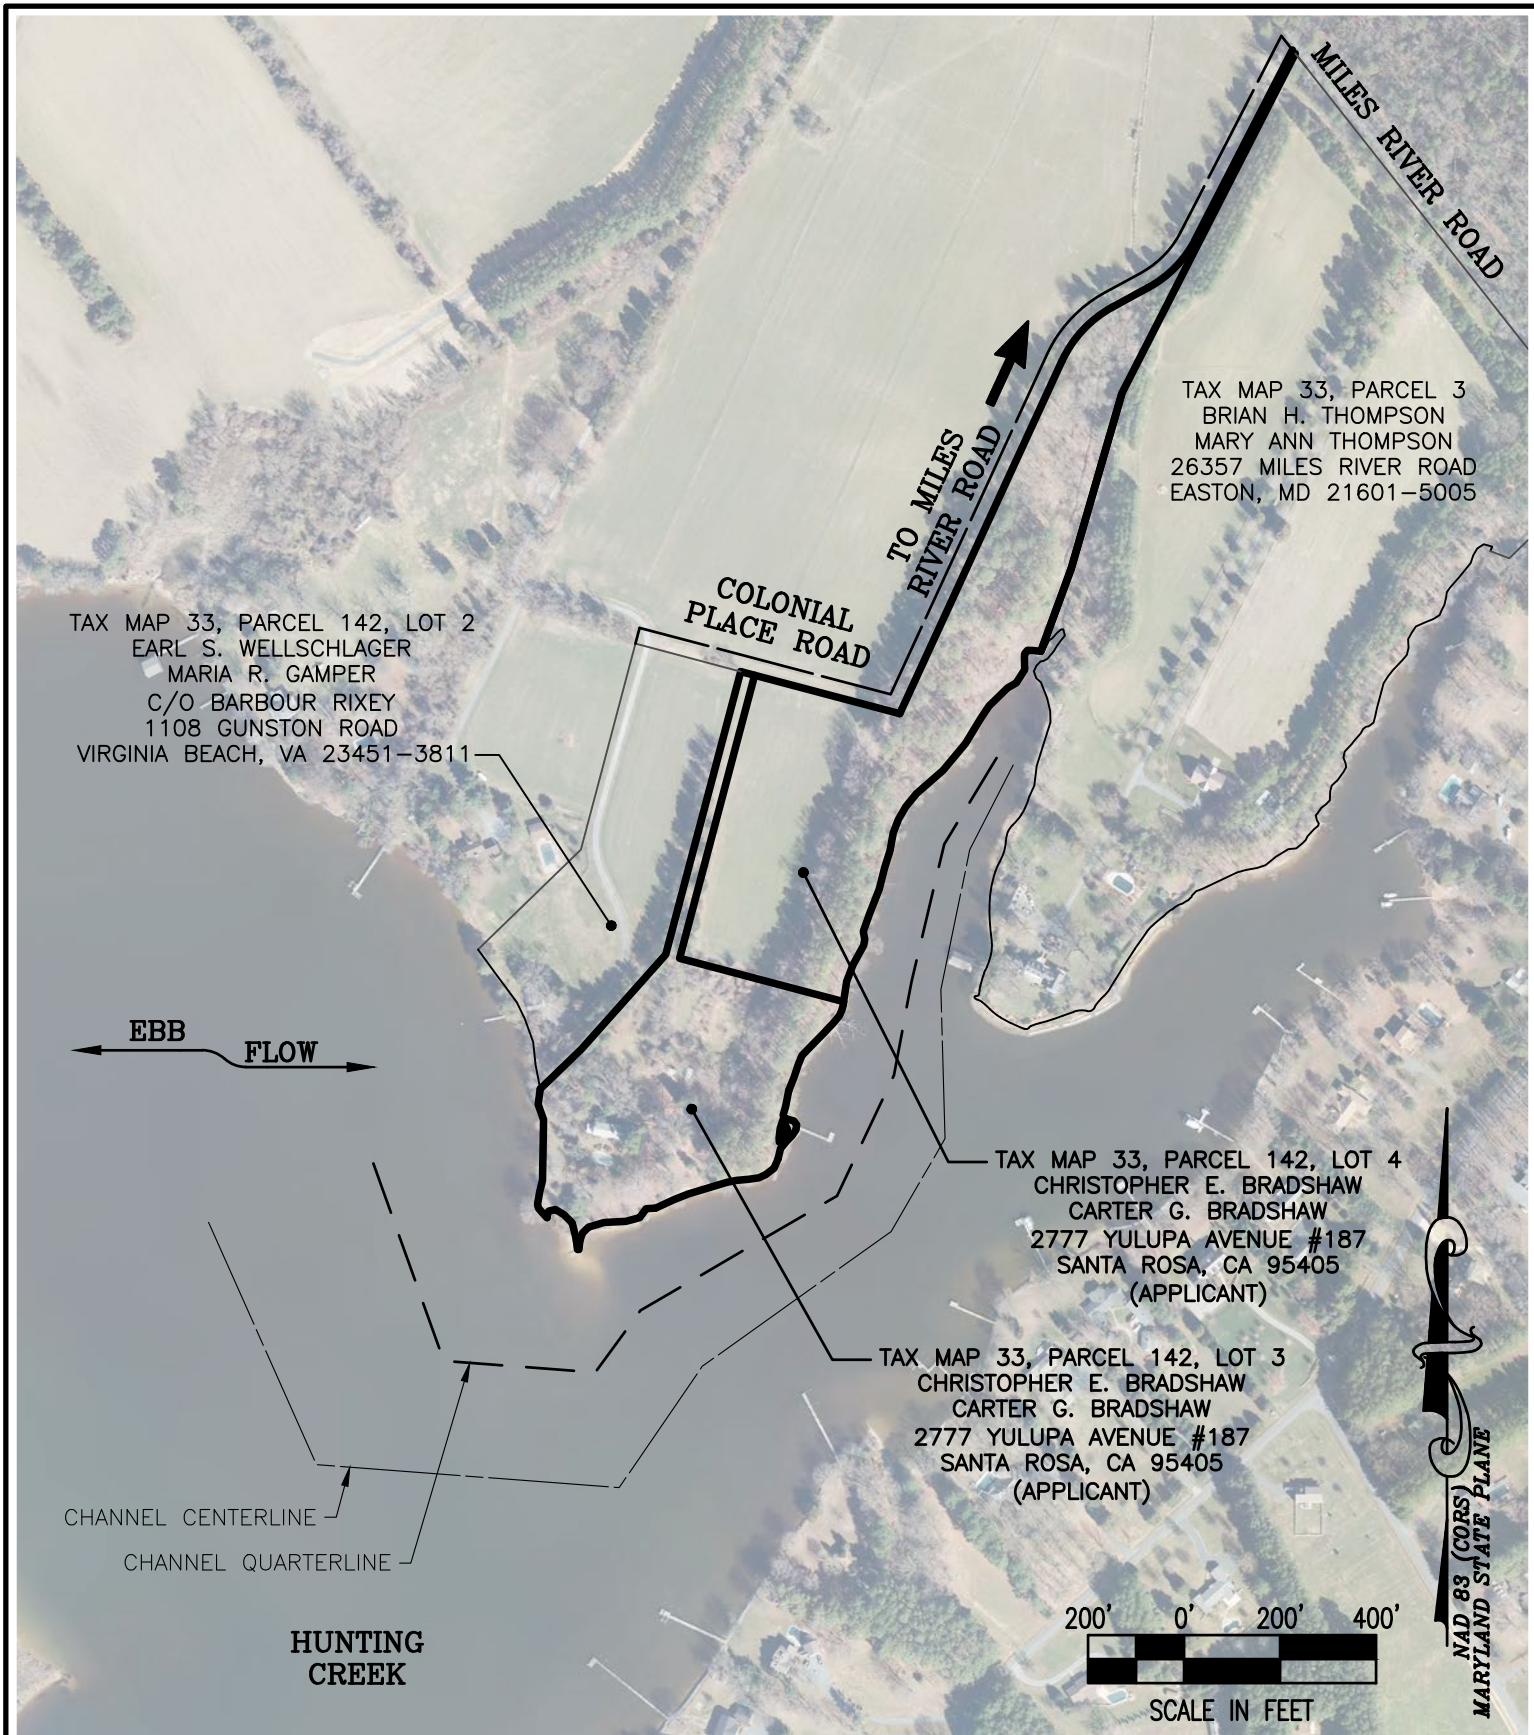 MILES RIVER ROAD
TAX MAP 33, PARCEL 3
BRIAN H. THOMPSON
MARY ANN THOMPSON
26357 MILES RIVER ROAD
EASTON, MD 21601-5005
TO MILES
RIVER ROAD
COLONIAL
PLACE ROAD
TAX MAP 33, PARCEL 142, LOT 2
EARL S. WELLSCHLAGER
MARIA R. GAMPER
C/O BARBOUR RIXEY
1108 GUNSTON ROAD
VIRGINIA BEACH, VA 23451-3811
EBB
FLOW
TAX MAP 33, PARCEL 142, LOT 4
CHRISTOPHER E. BRADSHAW
CARTER G. BRADSHAW
2777 YULUPA AVENUE #187
SANTA ROSA, CA 95405
(APPLICANT)
TAX MAP 33, PARCEL 142, LOT 3
CHRISTOPHER E. BRADSHAW
CARTER G. BRADSHAW
2777 YULUPA AVENUE #187
SANTA ROSA, CA 95405
(APPLICANT)
CHANNEL CENTERLINE
CHANNEL QUARTERLINE
HUNTING
CREEK
200' 0' 200' 400'
SCALE IN FEET
NAD 83 (CORS)
MARYLAND STATE PLANE